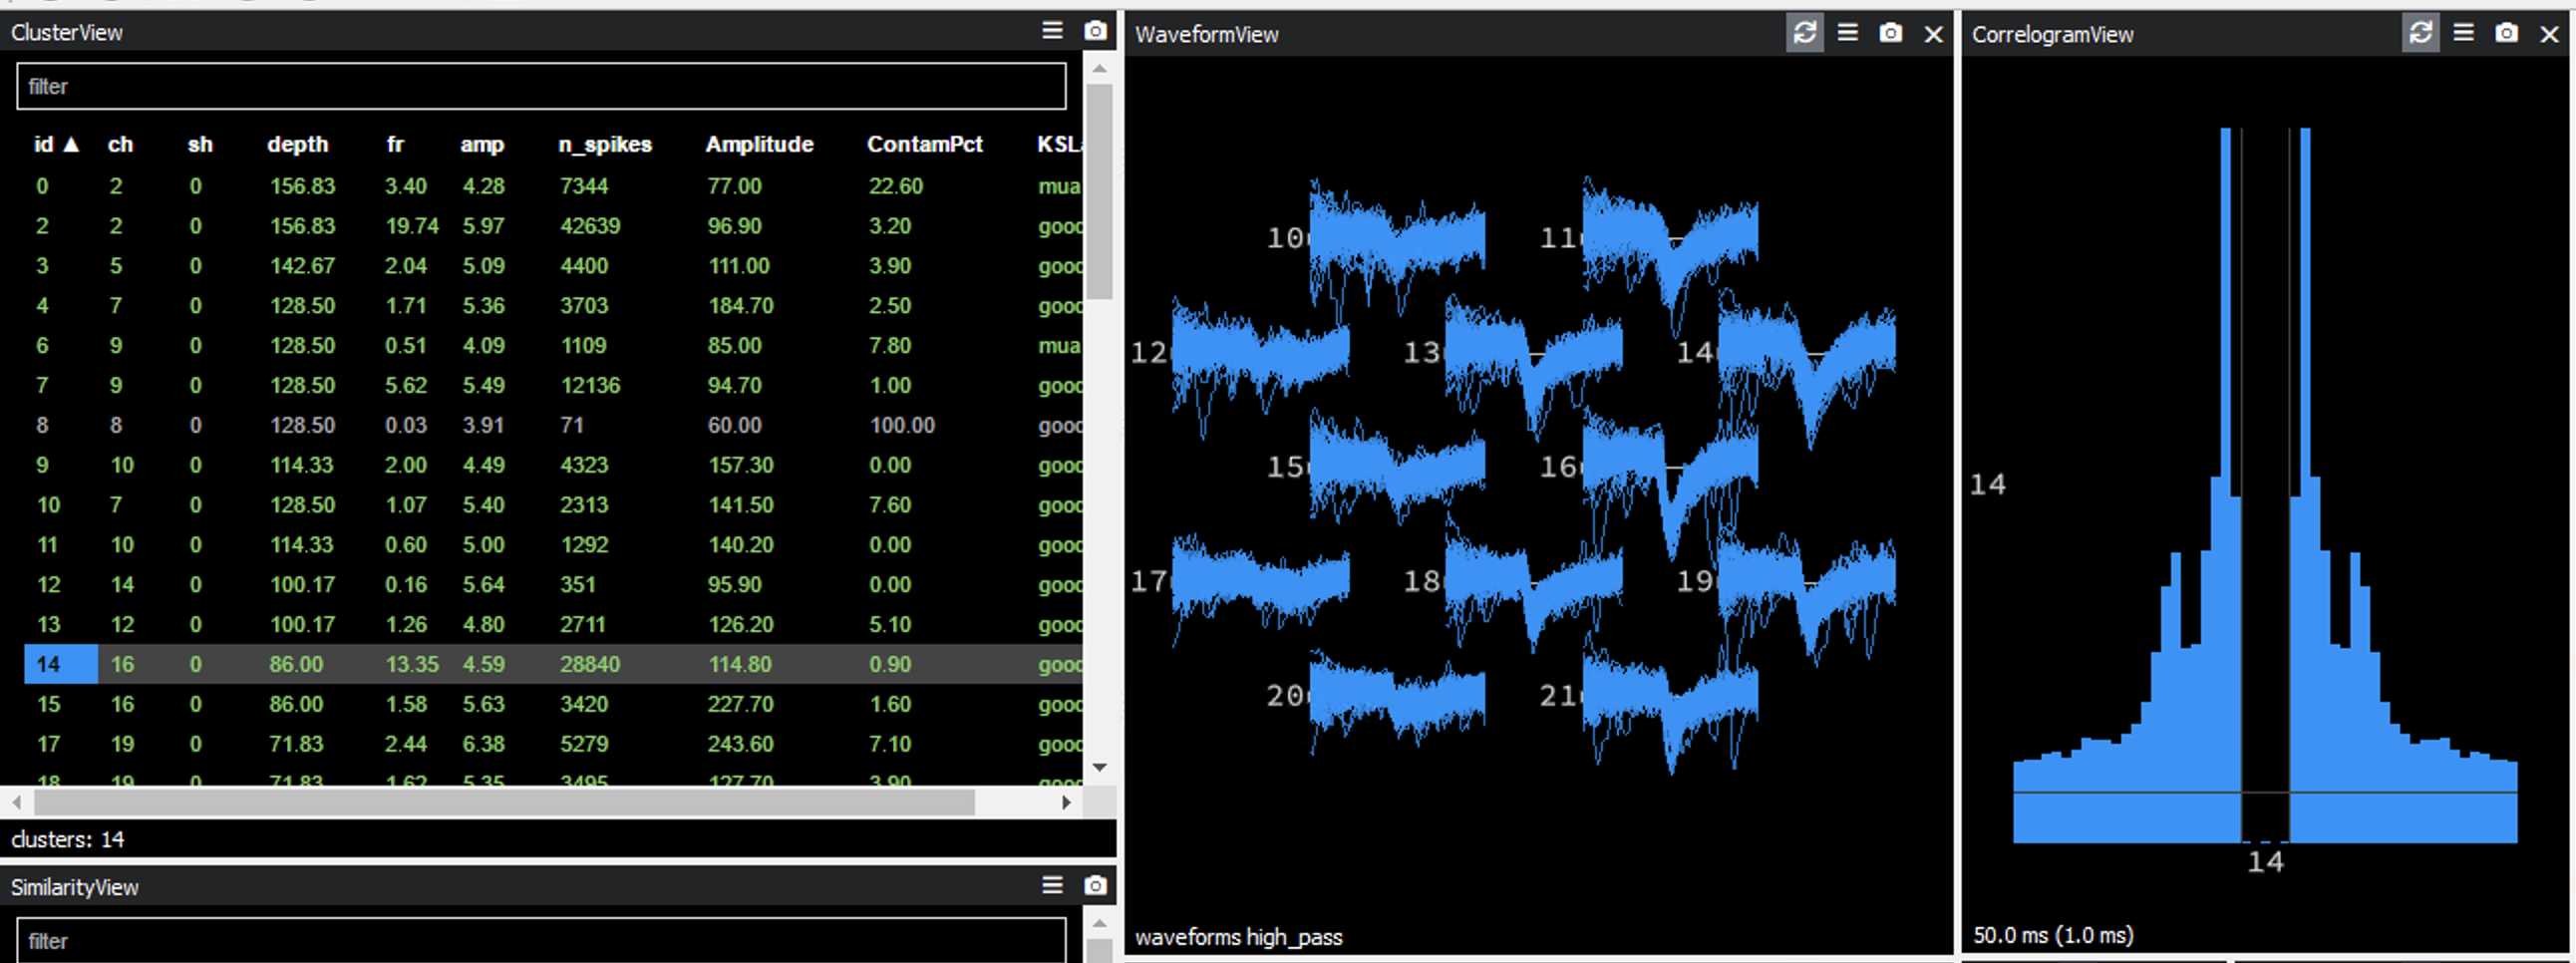 ClusterView
filter
id ▲ ch sh depth fr amp n_spikes Amplitude ContamPct KSL
0 2 0 156.83 3.40 4.28 7344 77.00 22.60 mua
2 2 0 156.83 19.74 5.97 42639 96.90 3.20 good
3 5 0 142.67 2.04 5.09 4400 111.00 3.90 good
4 7 0 128.50 1.71 5.36 3703 184.70 2.50 good
6 9 0 128.50 0.51 4.09 1109 85.00 7.80 mua
7 9 0 128.50 5.62 5.49 12136 94.70 1.00 good
8 8 0 128.50 0.03 3.91 71 60.00 100.00 good
9 10 0 114.33 2.00 4.49 4323 157.30 0.00 good
10 7 0 128.50 1.07 5.40 2313 141.50 7.60 good
11 10 0 114.33 0.60 5.00 1292 140.20 0.00 good
12 14 0 100.17 0.16 5.64 351 95.90 0.00 good
13 12 0 100.17 1.26 4.80 2711 126.20 5.10 good
14 16 0 86.00 13.35 4.59 28840 114.80 0.90 good
15 16 0 86.00 1.58 5.63 3420 227.70 1.60 good
17 19 0 71.83 2.44 6.38 5279 243.60 7.10 good
18 19 0 71.83 1.62 5.35 3495 127.70 3.90 good
clusters: 14
SimilarityView
filter
WaveformView
10 11
12 13 14
15 16
17 18 19
20 21
waveforms high_pass
CorrelogramView
14
14
50.0 ms (1.0 ms)